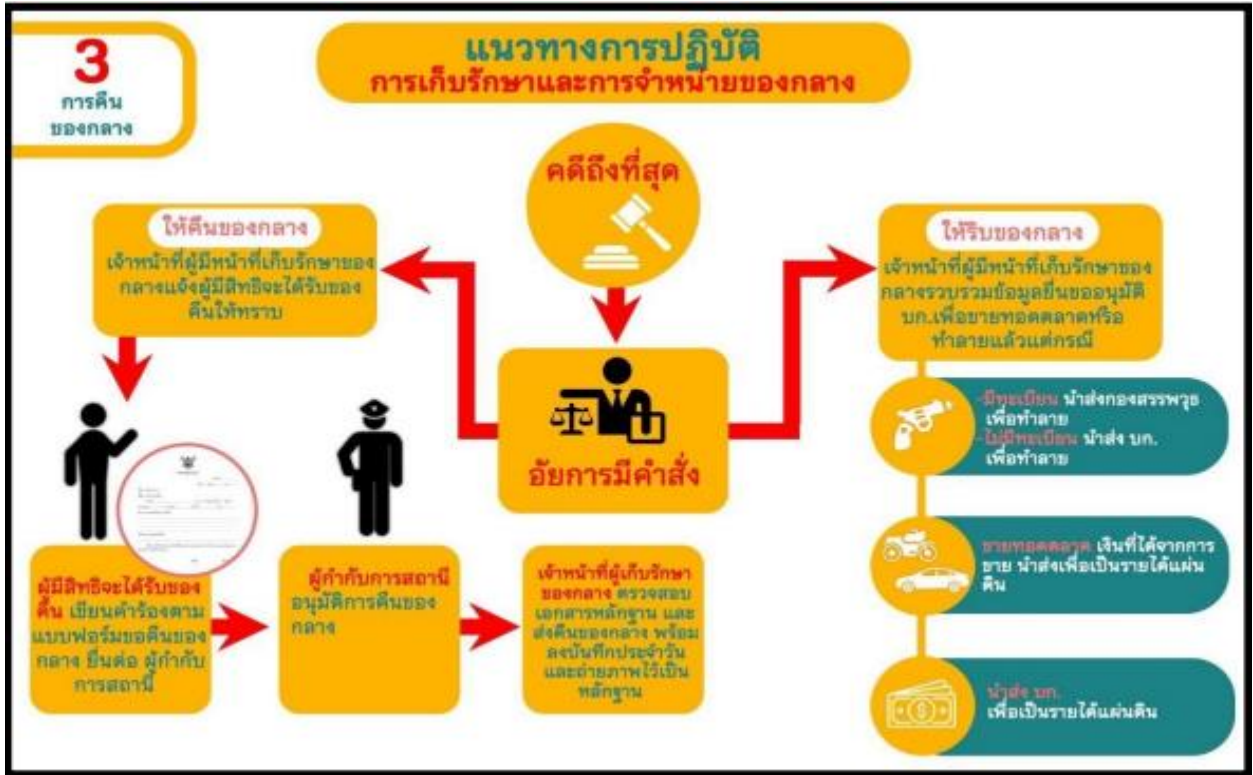 3
การคืน
ของกลาง
แนวทางการปฏิบัติ
การเก็บรักษาและการจำหน่ายของกลาง
คดีถึงที่สุด
อัยการมีคำสั่ง
ให้คืนของกลาง
เจ้าหน้าที่ผู้มีหน้าที่เก็บรักษาของ
กลางแจ้งผู้มีสิทธิจะได้รับของ
คืนให้ทราบ
ผู้มีสิทธิจะได้รับของ
คืน เขียนคำร้องตาม
แบบฟอร์มขอคืนของ
กลาง ยื่นต่อ ผู้กำกับ
การสถานี
ผู้กำกับการสถานี
อนุมัติการคืนของ
กลาง
เจ้าหน้าที่ผู้เก็บรักษา
ของกลาง ตรวจสอบ
เอกสารหลักฐาน และ
ส่งคืนของกลาง พร้อม
ลงบันทึกประจำวัน
และถ่ายภาพไว้เป็น
หลักฐาน
ให้ริบของกลาง
เจ้าหน้าที่ผู้มีหน้าที่เก็บรักษาของ
กลางรวบรวมข้อมูลยื่นขออนุมัติ
บก.เพื่อขายทอดตลาดหรือ
ทำลายแล้วแต่กรณี
-มีทะเบียน นำส่งกองสรรพวุธ
เพื่อทำลาย
-ไม่มีทะเบียน นำส่ง บก.
เพื่อทำลาย
ขายทอดตลาด เงินที่ได้จากการ
ขาย นำส่งเพื่อเป็นรายได้แผ่น
ดิน
นำส่ง บก.
เพื่อเป็นรายได้แผ่นดิน